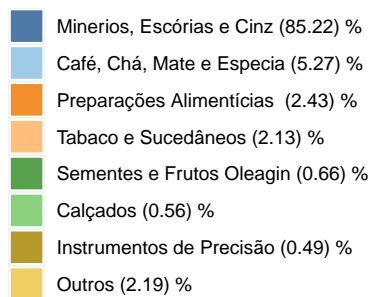 Minerios, Escórias e Cinz (85.22) %
Café, Chá, Mate e Especia (5.27) %
Preparações Alimentícias  (2.43) %
Tabaco e Sucedâneos (2.13) %
Sementes e Frutos Oleagin (0.66) %
Calçados (0.56) %
Instrumentos de Precisão (0.49) %
Outros (2.19) %